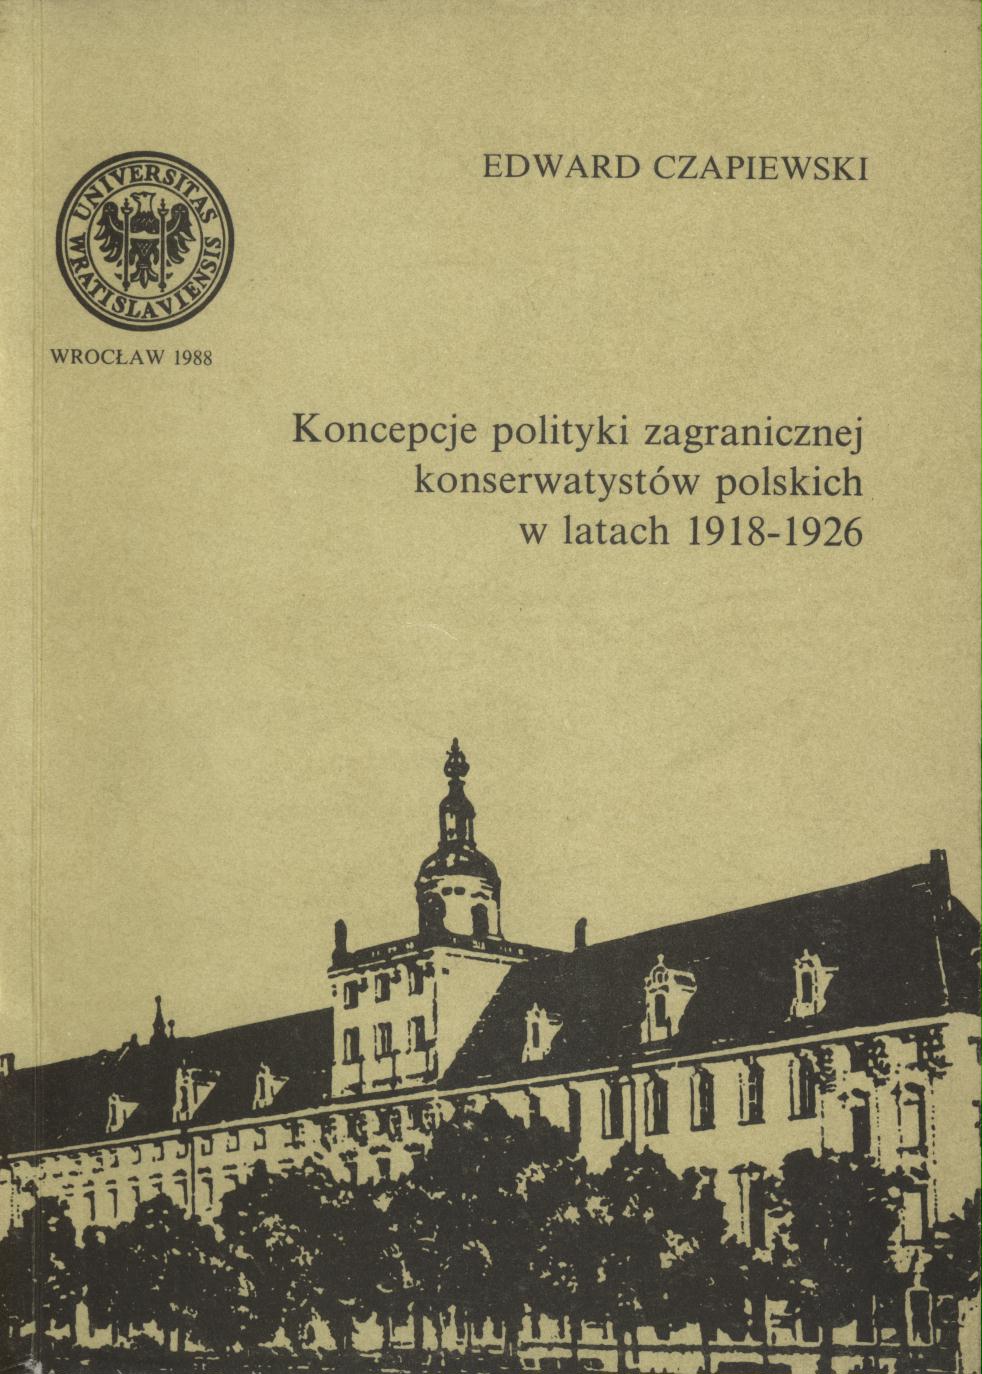 EDWARD CZAPIEWSKI
UNIVERSITAS
WRATISLAVIENSIS
WROCŁAW 1988
Koncepcje polityki zagranicznej
konserwatystów polskich
w latach 1918-1926